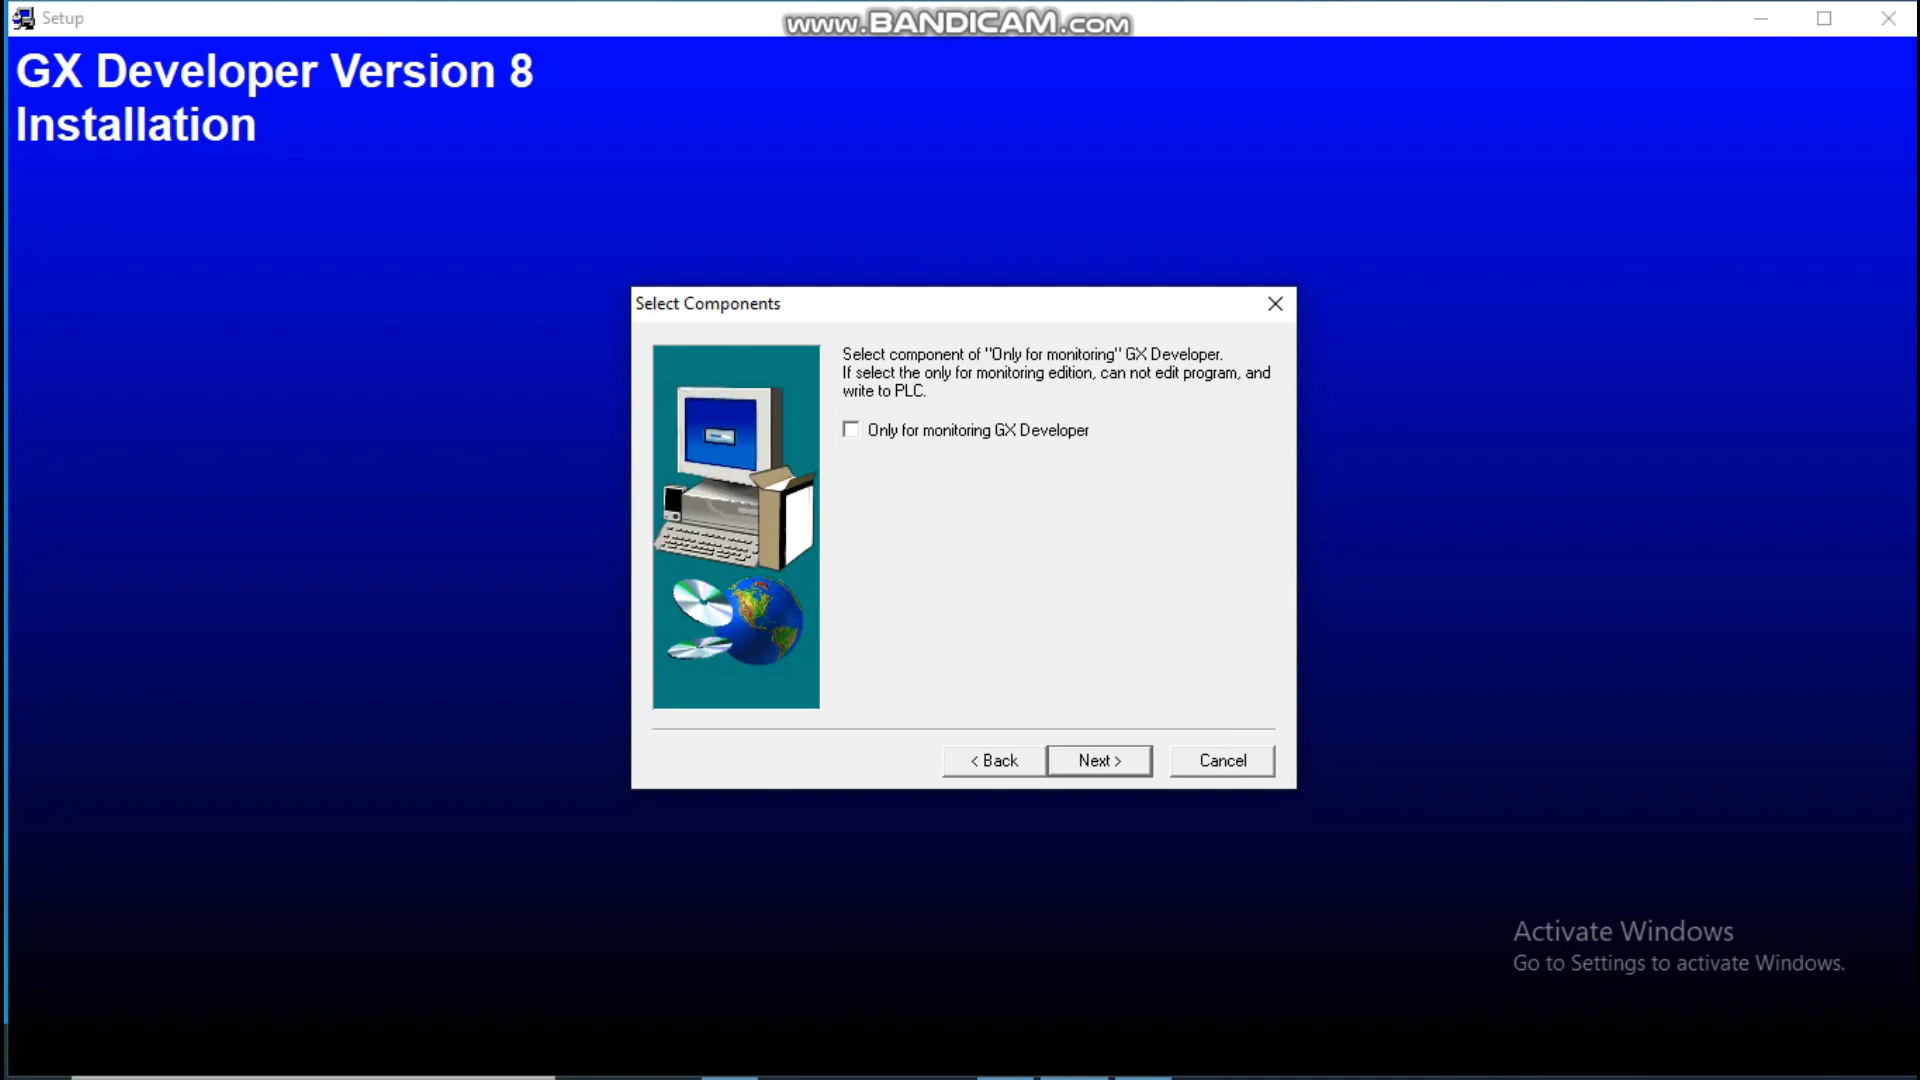 Setup
www.BANDICAM.com
GX Developer Version 8
Installation
Select Components
Select component of "Only for monitoring" GX Developer.
If select the only for monitoring edition, can not edit program, and
write to PLC.
Only for monitoring GX Developer
< Back
Next >
Cancel
Activate Windows
Go to Settings to activate Windows.